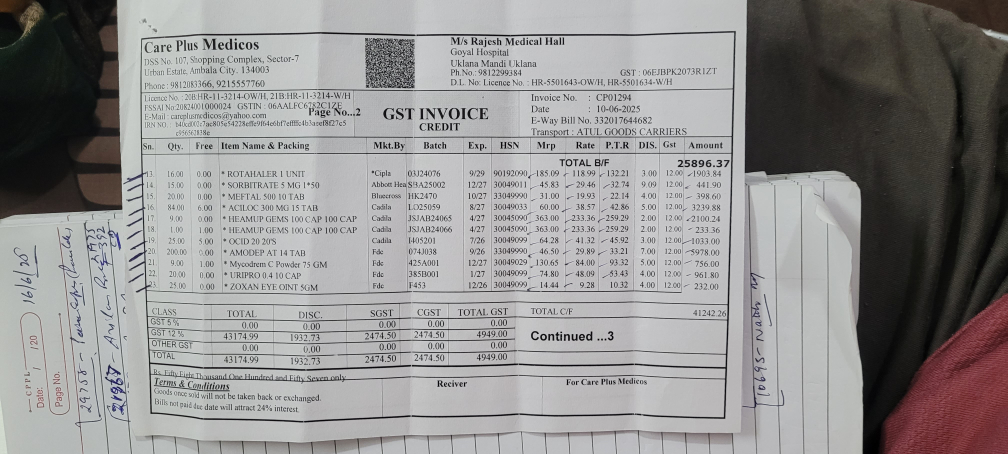 Care Plus Medicos
DSS No. 107, Shopping Complex, Sector-7
Urban Estate, Ambala City. 134003
Phone : 9812083366, 9215557760
Licence No. : 20B:HR-11-3214-OW/H, 21B:HR-11-3214-W/H
FSSAI No:20824001000024 GSTIN : 06AALFC6782C1ZE
E-Mail : careplusmedicos@yahoo.com
IRN NO. :
Page No...2
GST INVOICE
CREDIT
M/s Rajesh Medical Hall
Goyal Hospital
Uklana Mandi Uklana
Ph.No.: 9812299384 GST : 06EJBPK2073R1ZT
D.L. No: Licence No. : HR-5501643-OW/H, HR-5501634-W/H
Invoice No. : CP01294
Date : 10-06-2025
E-Way Bill No. : 332017644682
Transport : ATUL GOODS CARRIERS
Sn. Qty. Free Item Name & Packing Mkt.By Batch Exp. HSN Mrp Rate P.T.R DIS. Gst Amount
TOTAL B/F 25896.37
13. 16.00 0.00 * ROTAHALER 1 UNIT *Cipla 03J24076 9/29 90192090 185.09 118.99 132.21 3.00 12.00 1903.84
14. 15.00 0.00 * SORBITRATE 5 MG 1*50 Abbott Hea SBA25002 12/27 30049011 45.83 29.46 32.74 9.00 12.00 441.90
15. 20.00 0.00 * MEFTAL 500 10 TAB Bluecross HK2470 10/27 33049990 31.00 19.93 22.14 4.00 12.00 398.60
16. 84.00 6.00 * ACILOC 300 MG 15 TAB Cadila LO25059 8/27 30049033 60.00 38.57 42.86 5.00 12.00 3239.88
17. 9.00 0.00 * HEAMUP GEMS 100 CAP 100 CAP Cadila JSJAB24065 4/27 30045090 363.00 233.36 259.29 2.00 12.00 2100.24
18. 1.00 1.00 * HEAMUP GEMS 100 CAP 100 CAP Cadila JSJAB24066 4/27 30045090 363.00 233.36 259.29 2.00 12.00 233.36
19. 25.00 5.00 * OCID 20 20'S Cadila I405201 7/26 30049099 64.28 41.32 45.92 3.00 12.00 1033.00
20. 200.00 0.00 * AMODEP AT 14 TAB Fdc 074J038 9/26 33049990 46.50 29.89 33.21 7.00 12.00 5978.00
21. 9.00 1.00 * Mycoderm C Powder 75 GM Fdc 425A001 12/27 30049029 130.65 84.00 93.32 5.00 12.00 756.00
22. 20.00 0.00 * URIPRO 0.4 10 CAP Fdc 385B001 1/27 30049099 74.80 48.09 53.43 4.00 12.00 961.80
23. 25.00 0.00 * ZOXAN EYE OINT 5GM Fdc F453 12/26 30049099 14.44 9.28 10.32 4.00 12.00 232.00
CLASS TOTAL DISC. SGST CGST TOTAL GST TOTAL C/F 41242.26
GST 5 % 0.00 0.00 0.00 0.00 0.00
GST 12 % 43174.99 1932.73 2474.50 2474.50 4949.00
OTHER GST 0.00 0.00 0.00 0.00 0.00
TOTAL 43174.99 1932.73 2474.50 2474.50 4949.00
Continued ...3
Rs. Fifty Eight Thousand One Hundred and Fifty Seven only
Terms & Conditions
Goods once sold will not be taken back or exchanged.
Bills not paid due date will attract 24% interest.
Reciver
For Care Plus Medicos
CPPL
Date: / /20
Page No.
16/6/20